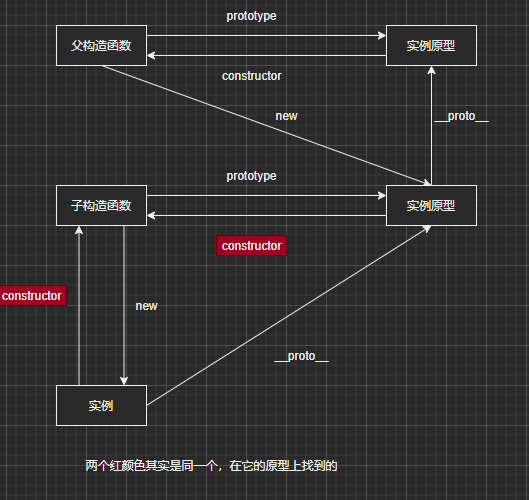 prototype
父构造函数
实例原型
constructor
new
__proto__
prototype
子构造函数
实例原型
constructor
constructor
new
__proto__
实例
两个红颜色其实是同一个，在它的原型上找到的